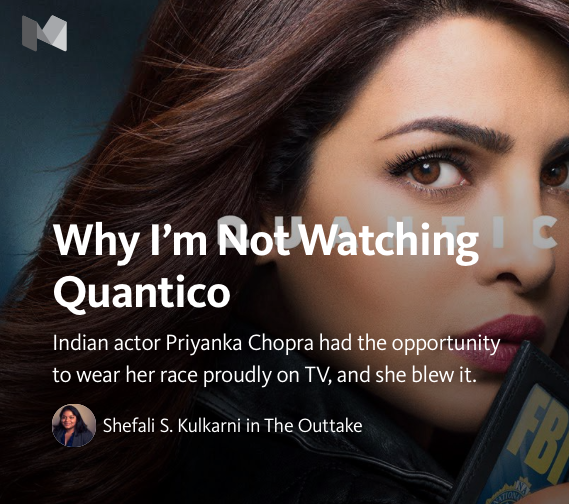 QUANTIC
Why I'm Not Watching
Quantico
Indian actor Priyanka Chopra had the opportunity
to wear her race proudly on TV, and she blew it.
Shefali S. Kulkarni in The Outtake
FBI